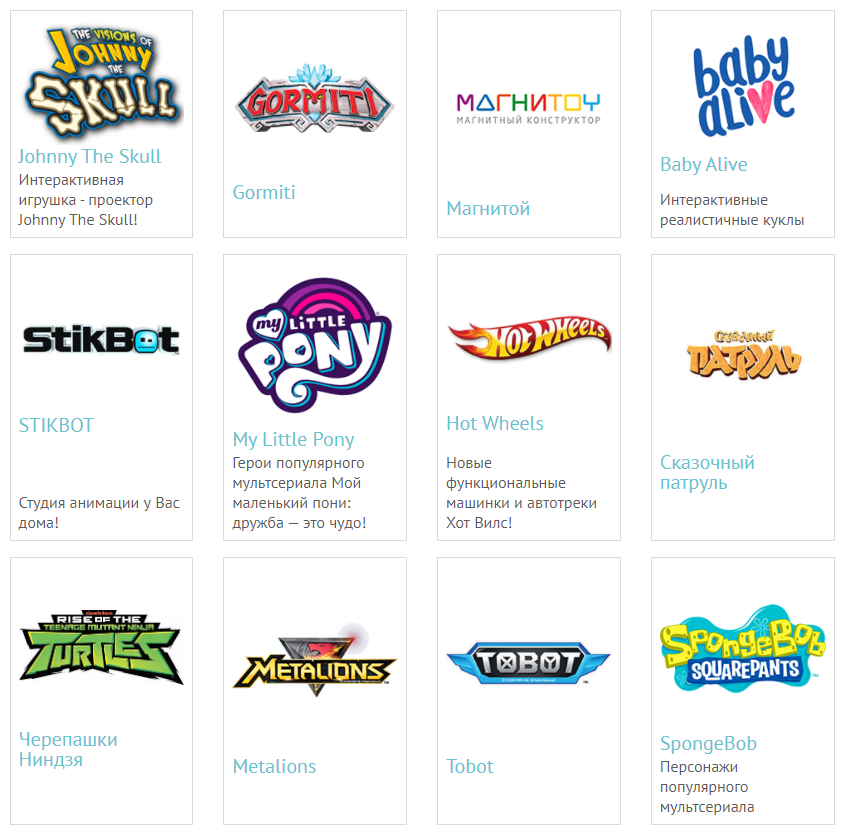 THE VISIONS OF
JOHNNY
THE
SKULL
Johnny The Skull
Интерактивная
игрушка - проектор
Johnny The Skull!
GORMITI
Gormiti
МАГНИТОУ
МАГНИТНЫЙ КОНСТРУКТОР
Магнитой
baby
alive
Baby Alive
Интерактивные
реалистичные куклы
StikBot
STIKBOT
Студия анимации у Вас
дома!
my LITTLE
PONY
My Little Pony
Герои популярного
мультсериала Мой
маленький пони:
дружба — это чудо!
HOT WHEELS
Hot Wheels
Новые
функциональные
машинки и автотреки
Хот Вилс!
СКАЗОЧНЫЙ
ПАТРУЛЬ
Сказочный
патруль
nickelodeon
RISE OF THE
TEENAGE MUTANT NINJA
TURTLES
Черепашки
Ниндзя
METALIONS
Metalions
TOBOT
Tobot
SPONGEBOB
SQUAREPANTS
SpongeBob
Персонажи
популярного
мультсериала